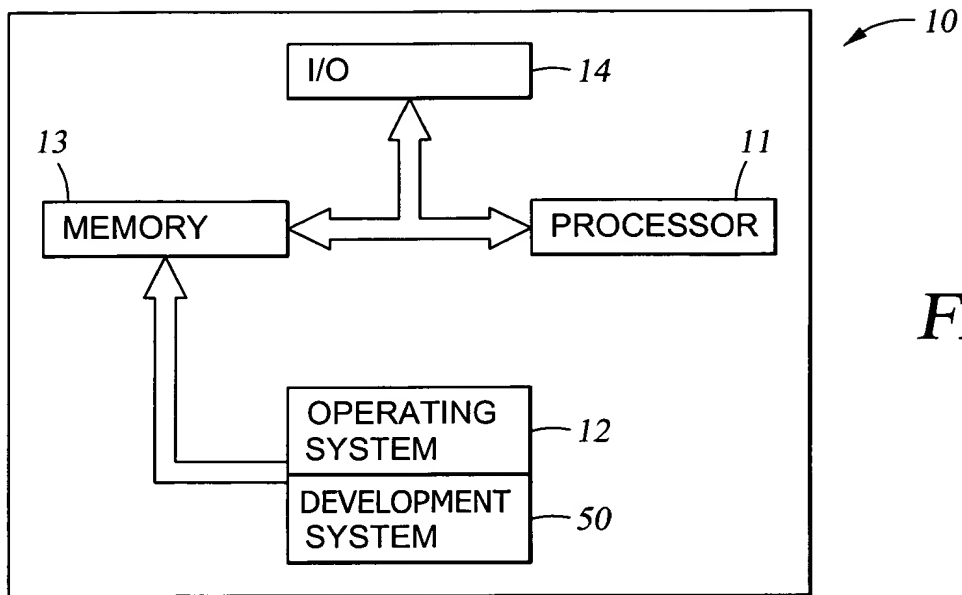 10
I/O
14
13
11
MEMORY
PROCESSOR
OPERATING
SYSTEM
12
DEVELOPMENT
SYSTEM
50